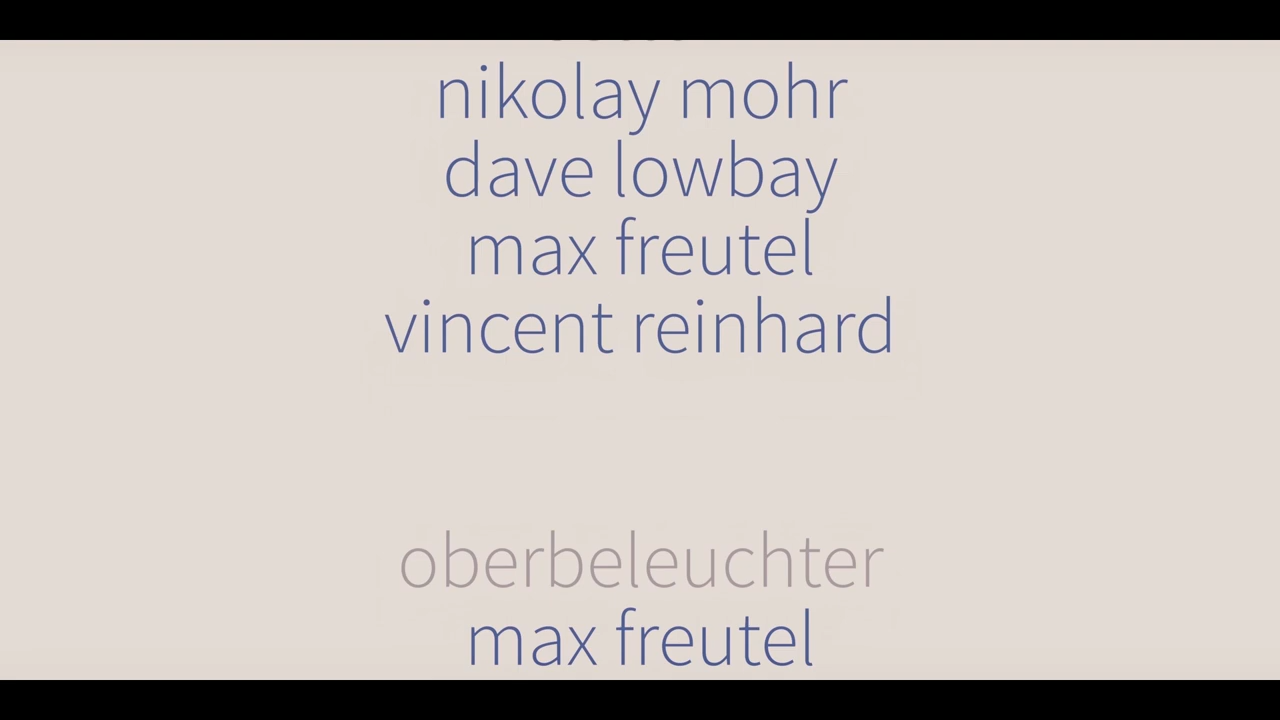 nikolay mohr
dave lowbay
max freutel
vincent reinhard
oberbeleuchter
max freutel